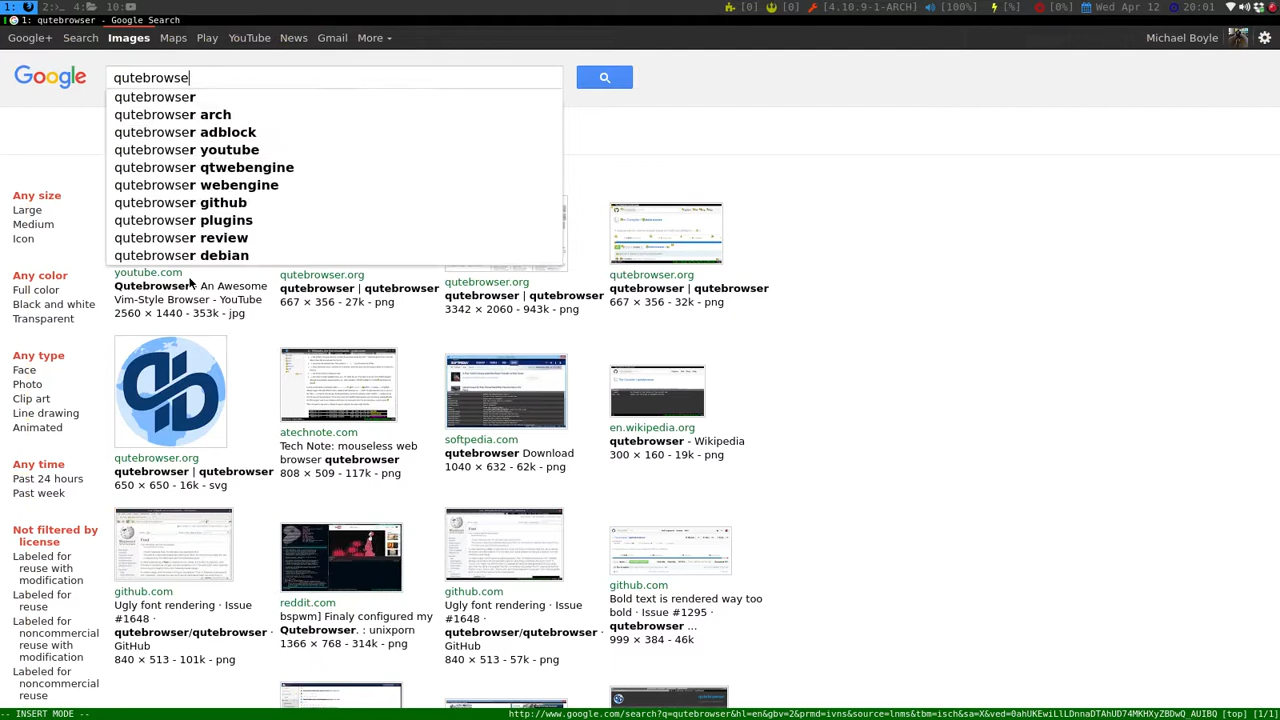 1: 2: 4: 10: [0] [0] [4.10.9-1-ARCH] [100%] [%] [0%] Wed Apr 12 20:01
1: qutebrowser - Google Search
Google+ Search Images Maps Play YouTube News Gmail More Michael Boyle
Google qutebrowse
qutebrowser
qutebrowser arch
qutebrowser adblock
qutebrowser youtube
qutebrowser qtwebengine
qutebrowser webengine
qutebrowser github
qutebrowser plugins
qutebrowser review
Any size
Large
Medium
Icon
Any color
Full color
Black and white
Transparent
Any type
Face
Photo
Clip art
Line drawing
Animated
Any time
Past 24 hours
Past week
Not filtered by
license
Labeled for
reuse with
modification
Labeled for
reuse
Labeled for
noncommercial
reuse with
modification
Labeled for
noncommercial
reuse
youtube.com
Qutebrowser - An Awesome
Vim-Style Browser - YouTube
2560 × 1440 - 353k - jpg
qutebrowser.org
qutebrowser | qutebrowser
667 × 356 - 27k - png
qutebrowser.org
qutebrowser | qutebrowser
3342 × 2060 - 943k - png
qutebrowser.org
qutebrowser | qutebrowser
667 × 356 - 32k - png
qutebrowser.org
qutebrowser | qutebrowser
650 × 650 - 16k - svg
atechnote.com
Tech Note: mouseless web
browser qutebrowser
808 × 509 - 117k - png
softpedia.com
qutebrowser Download
1040 × 632 - 62k - png
en.wikipedia.org
qutebrowser - Wikipedia
300 × 160 - 19k - png
github.com
Ugly font rendering · Issue
#1648 ·
qutebrowser/qutebrowser ·
GitHub
840 × 513 - 101k - png
reddit.com
bspwm] Finaly configured my
Qutebrowser. : unixporn
1366 × 768 - 314k - png
github.com
Ugly font rendering · Issue
#1648 ·
qutebrowser/qutebrowser ·
GitHub
840 × 513 - 57k - png
github.com
Bold text is rendered way too
bold · Issue #1295 ·
qutebrowser ...
999 × 384 - 46k
-- INSERT MODE -- [top] [1/1]